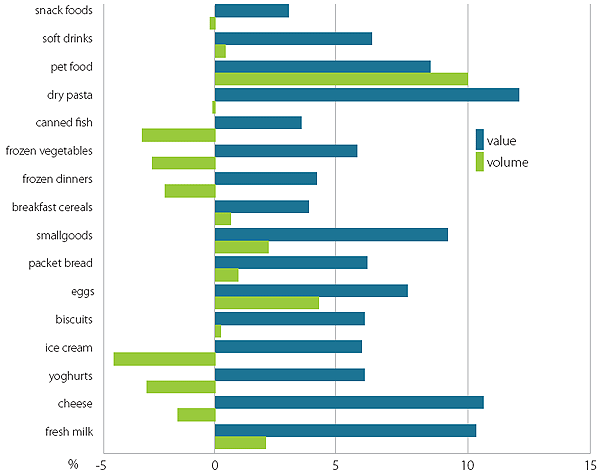 snack foods
soft drinks
pet food
dry pasta
canned fish
value
frozen vegetables
volume
frozen dinners
breakfast cereals
smallgoods
packet bread
eggs
biscuits
ice cream
yoghurts
cheese
fresh milk
% -5 0 5 10 15